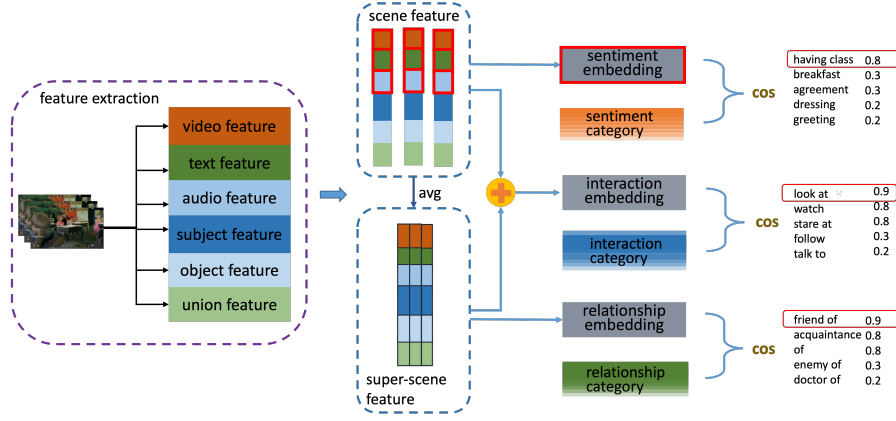 feature extraction
video feature
text feature
audio feature
subject feature
object feature
union feature
scene feature
avg
super-scene
feature
sentiment
embedding
sentiment
category
cos
having class 0.8
breakfast 0.3
agreement 0.3
dressing 0.2
greeting 0.2
interaction
embedding
interaction
category
cos
look at 0.9
watch 0.8
stare at 0.8
follow 0.3
talk to 0.2
relationship
embedding
relationship
category
cos
friend of 0.9
acquaintance 0.8
of 0.8
enemy of 0.3
doctor of 0.2